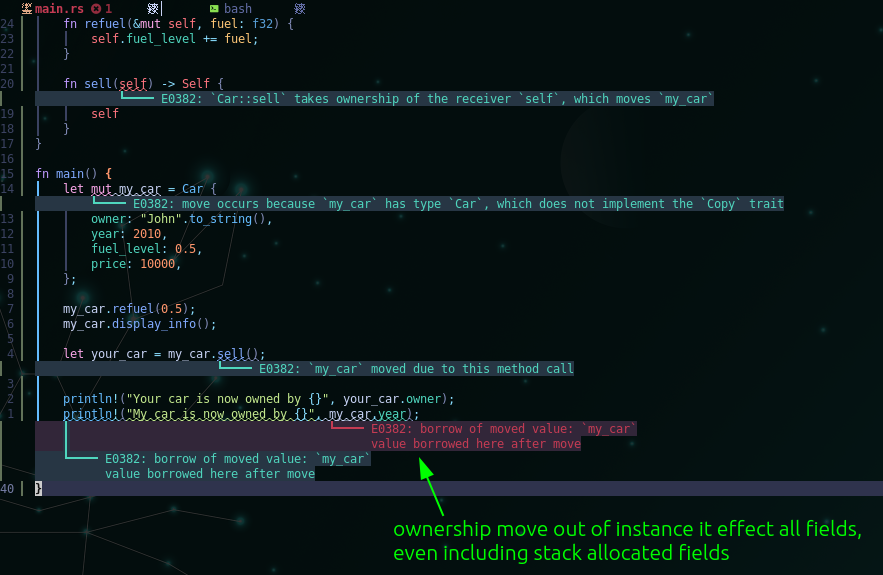 main.rs 1 bash
24 fn refuel(&mut self, fuel: f32) {
23 self.fuel_level += fuel;
22 }
21
20 fn sell(self) -> Self {
E0382: `Car::sell` takes ownership of the receiver `self`, which moves `my_car`
19 self
18 }
17 }
16
15 fn main() {
14 let mut my_car = Car {
E0382: move occurs because `my_car` has type `Car`, which does not implement the `Copy` trait
13 owner: "John".to_string(),
12 year: 2010,
11 fuel_level: 0.5,
10 price: 10000,
9 };
8
7 my_car.refuel(0.5);
6 my_car.display_info();
5
4 let your_car = my_car.sell();
E0382: `my_car` moved due to this method call
3
2 println!("Your car is now owned by {}", your_car.owner);
1 println!("My car is now owned by {}", my_car.year);
E0382: borrow of moved value: `my_car`
value borrowed here after move
E0382: borrow of moved value: `my_car`
value borrowed here after move
40 }
ownership move out of instance it effect all fields,
even including stack allocated fields